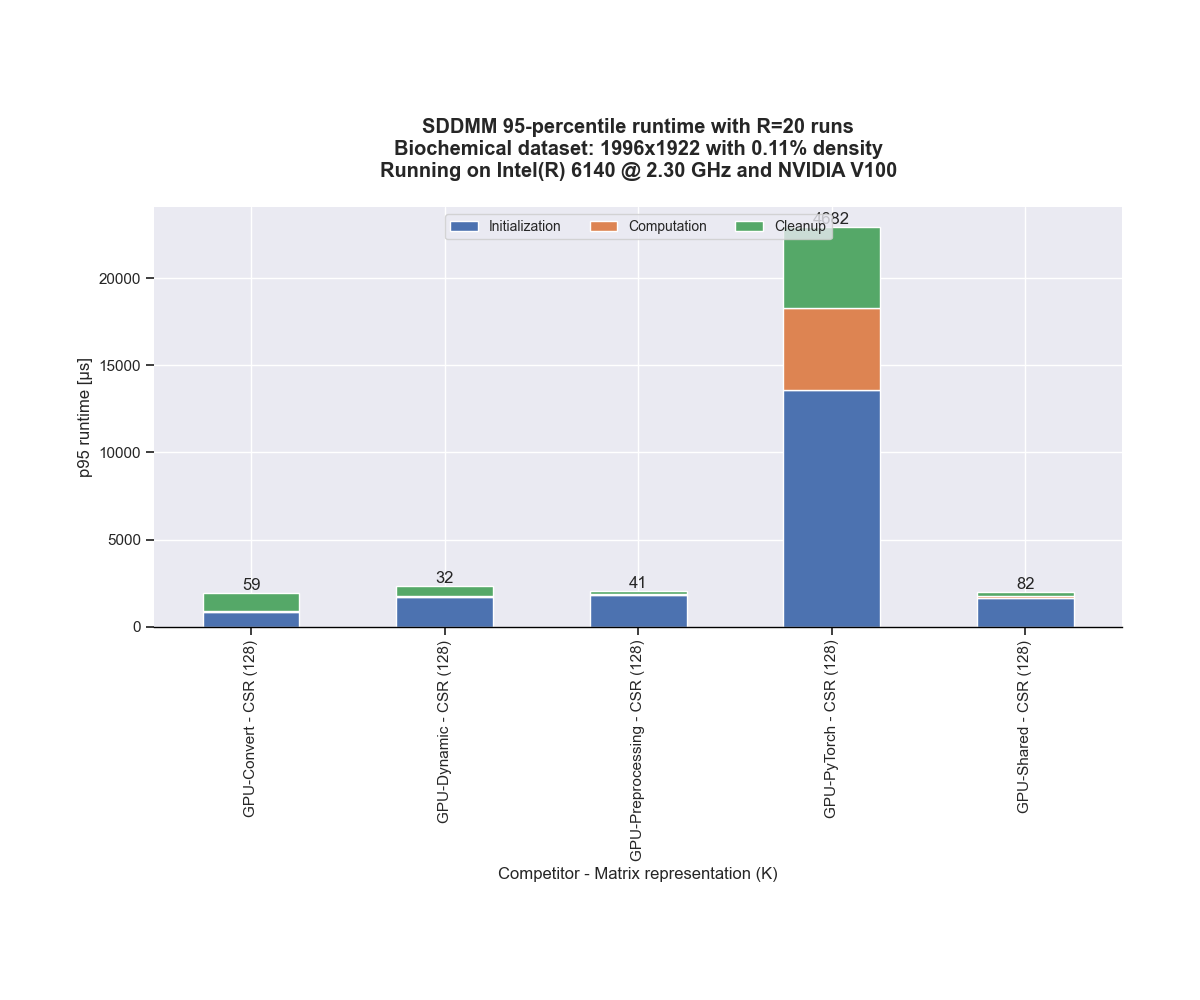 SDDMM 95-percentile runtime with R=20 runs
Biochemical dataset: 1996x1922 with 0.11% density
Running on Intel(R) 6140 @ 2.30 GHz and NVIDIA V100
Initialization
Computation
Cleanup
4682
20000
15000
10000
5000
0
p95 runtime [µs]
59
32
41
82
GPU-Convert - CSR (128)
GPU-Dynamic - CSR (128)
GPU-Preprocessing - CSR (128)
GPU-PyTorch - CSR (128)
GPU-Shared - CSR (128)
Competitor - Matrix representation (K)